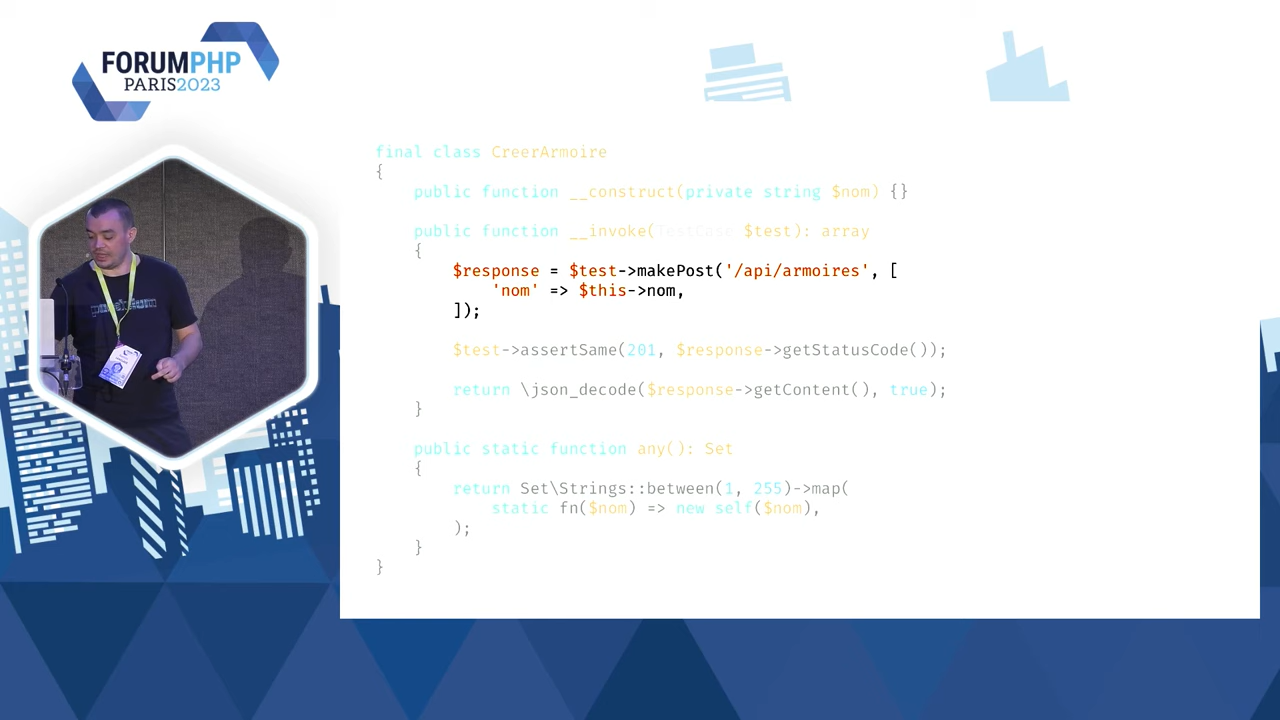 FORUMPHP
PARIS2023
final class CreerArmoire
{
    public function __construct(private string $nom) {}
    public function __invoke(TestCase $test): array
    {
        $response = $test->makePost('/api/armoires', [
            'nom' => $this->nom,
        ]);
        $test->assertSame(201, $response->getStatusCode());
        return \json_decode($response->getContent(), true);
    }
    public static function any(): Set
    {
        return Set\Strings::between(1, 255)->map(
            static fn($nom) => new self($nom),
        );
    }
}